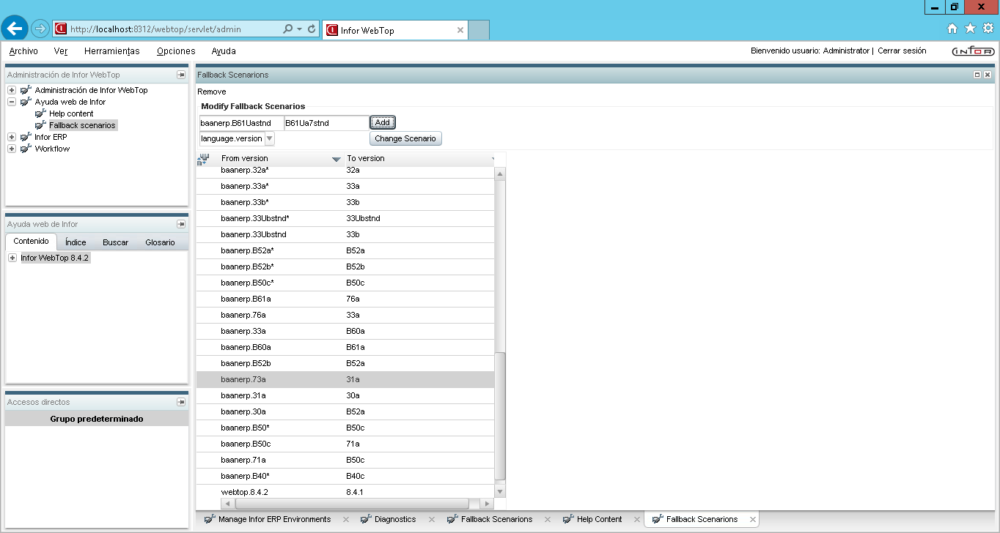 http://localhost:8312/webtop/servlet/admin
Infor WebTop
Archivo Ver Herramientas Opciones Ayuda
Bienvenido usuario: Administrator | Cerrar sesión
infor
Administración de Infor WebTop
Administración de Infor WebTop
Ayuda web de Infor
Help content
Fallback scenarios
Infor ERP
Workflow
Ayuda web de Infor
Contenido Índice Buscar Glosario
Infor WebTop 8.4.2
Accesos directos
Grupo predeterminado
Fallback Scenarions
Remove
Modify Fallback Scenarios
baanerp.B61Uastnd B61Ua7stnd Add
language.version Change Scenario
From version To version
baanerp.32a* 32a
baanerp.33a* 33a
baanerp.33b* 33b
baanerp.33Ubstnd* 33Ubstnd
baanerp.33Ubstnd 33b
baanerp.B52a* B52a
baanerp.B52b* B52b
baanerp.B50c* B50c
baanerp.B61a 76a
baanerp.76a 33a
baanerp.33a B60a
baanerp.B60a B61a
baanerp.B52b B52a
baanerp.73a 31a
baanerp.31a 30a
baanerp.30a B52a
baanerp.B50* B50c
baanerp.B50c 71a
baanerp.71a B50c
baanerp.B40* B40c
webtop.8.4.2 8.4.1
Manage Infor ERP Environments Diagnostics Fallback Scenarions Help Content Fallback Scenarions